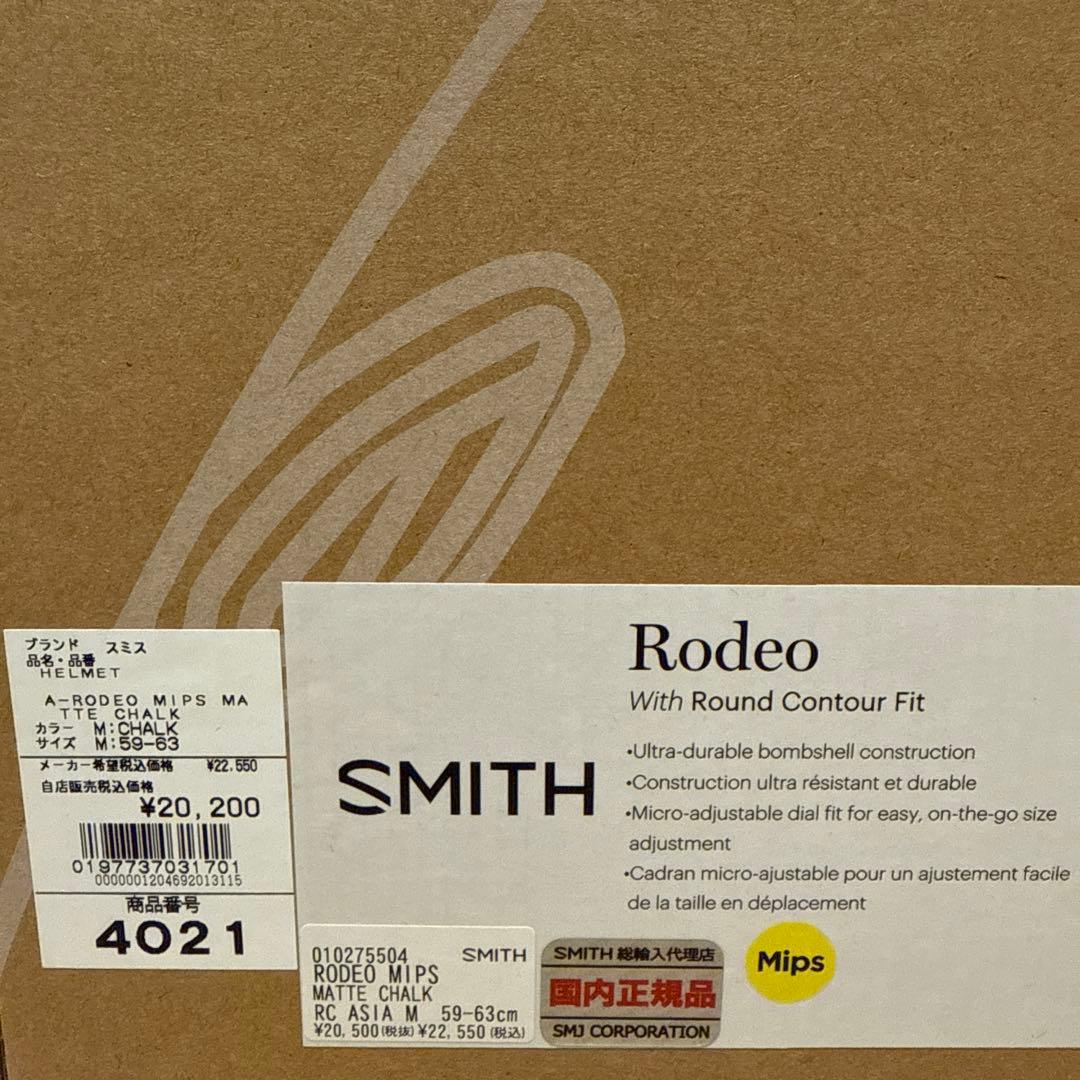 ブランド スミス
品名・品番
HELMET
A-RODEO MIPS MA
TTE CHALK
カラー M:CHALK
サイズ M:59-63
メーカー希望税込価格 ¥22.550
自店販売税込価格
¥20,200
0197737031701
0000001204692013115
商品番号
4021
SMITH
Rodeo
With Round Contour Fit
•Ultra-durable bombshell construction
•Construction ultra résistant et durable
•Micro-adjustable dial fit for easy, on-the-go size
adjustment
•Cadran micro-ajustable pour un ajustement facile
de la taille en déplacement
010275504 SMITH
RODEO MIPS
MATTE CHALK
RC ASIA M 59-63cm
¥20,500(税抜) ¥22,550(税込)
SMITH 総輸入代理店
国内正規品
SMJ CORPORATION
Mips